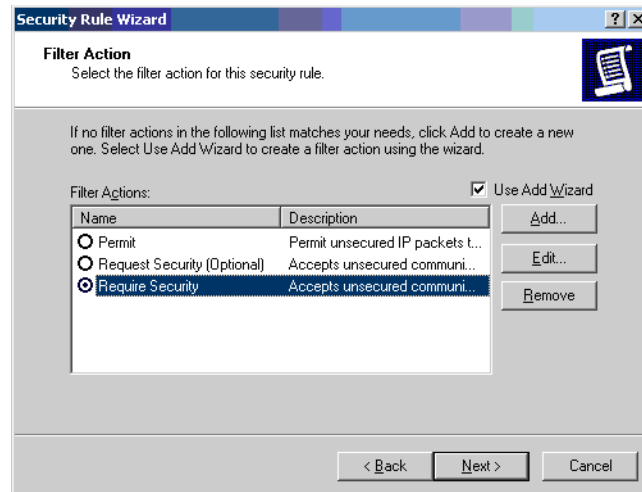 Security Rule Wizard
Filter Action
Select the filter action for this security rule.
If no filter actions in the following list matches your needs, click Add to create a new
one. Select Use Add Wizard to create a filter action using the wizard.
Filter Actions:
Use Add Wizard
Name Description
Add...
Permit Permit unsecured IP packets t...
Request Security (Optional) Accepts unsecured communi...
Edit...
Require Security Accepts unsecured communi...
Remove
< Back Next > Cancel